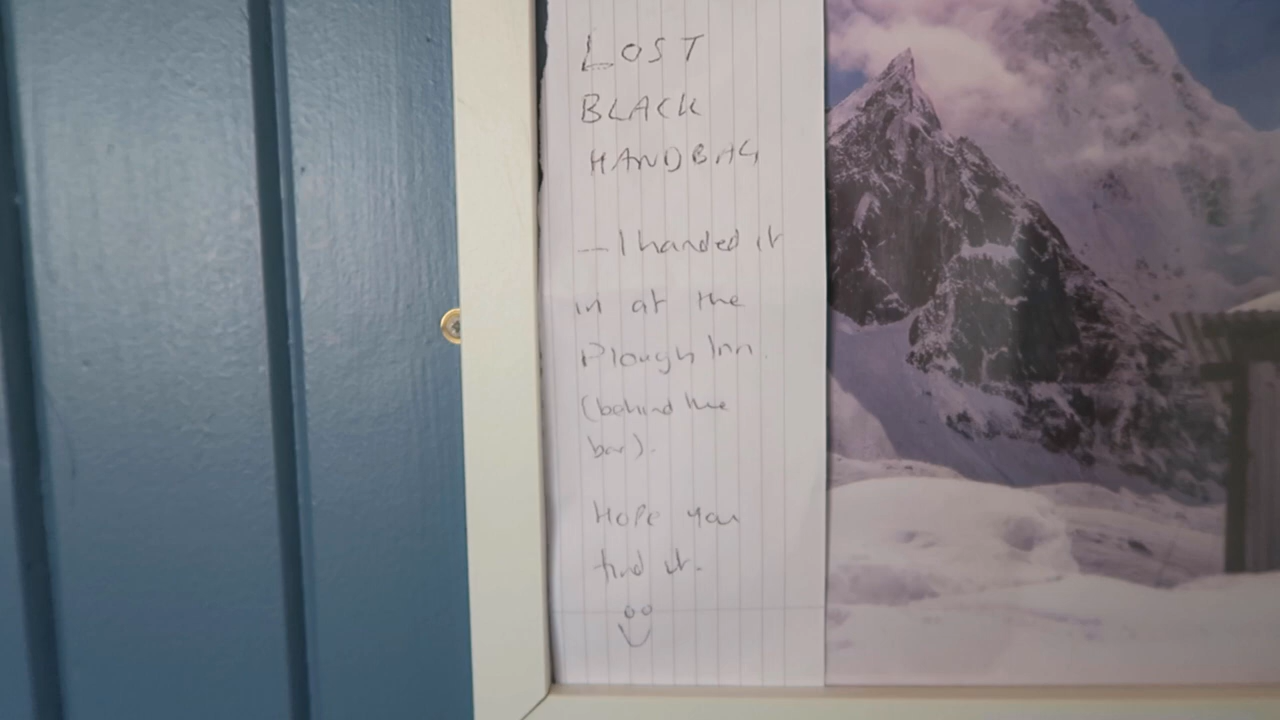 LOST
BLACK
HANDBAG
— I handed it
in at the
Plough Inn.
(behind the
bar).
Hope you
find it.